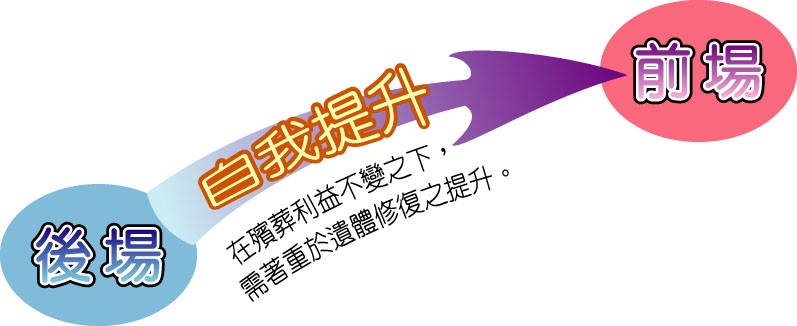 前場
自我提升
在殯葬利益不變之下，
需著重於遺體修復之提升。
後場